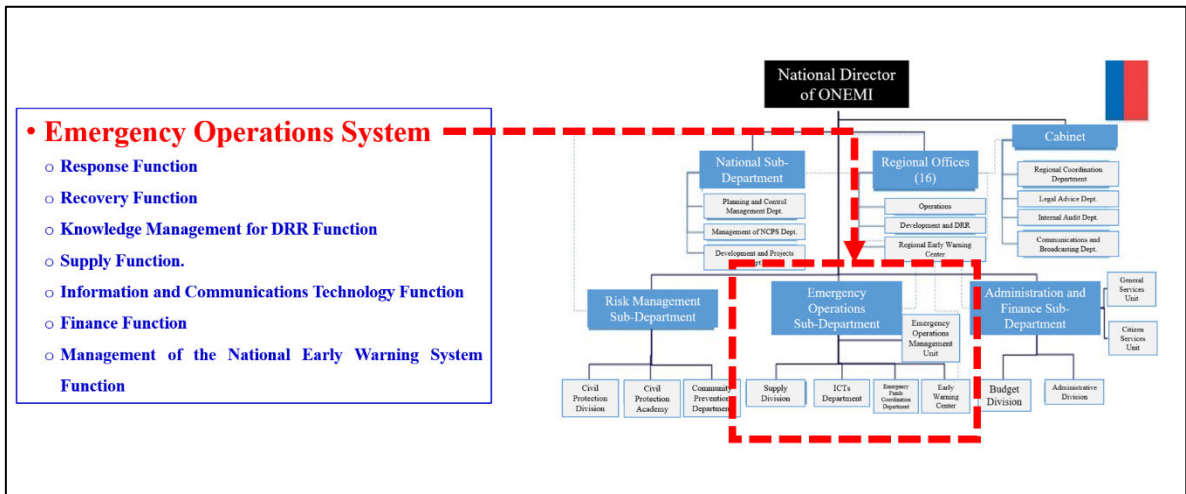 • Emergency Operations System
o Response Function
o Recovery Function
o Knowledge Management for DRR Function
o Supply Function.
o Information and Communications Technology Function
o Finance Function
o Management of the National Early Warning System
Function
National Director
of ONEMI
National Sub-
Department
Planning and Control
Management Dept.
Management of NCPS Dept.
Development and Projects
Regional Offices
(16)
Operations
Development and DRR
Regional Early Warning
Center
Cabinet
Regional Coordination
Department
Legal Advice Dept.
Internal Audit Dept.
Communications and
Broadcasting Dept.
Risk Management
Sub-Department
Civil
Protection
Division
Civil
Protection
Academy
Community
Prevention
Department
Emergency
Operations
Sub-Department
Emergency
Operations
Management
Unit
Supply
Division
ICTs
Department
Emergency
Funds
Coordination
Department
Early
Warning
Center
Administration and
Finance Sub-
Department
General
Services
Unit
Citizen
Services
Unit
Budget
Division
Administrative
Division